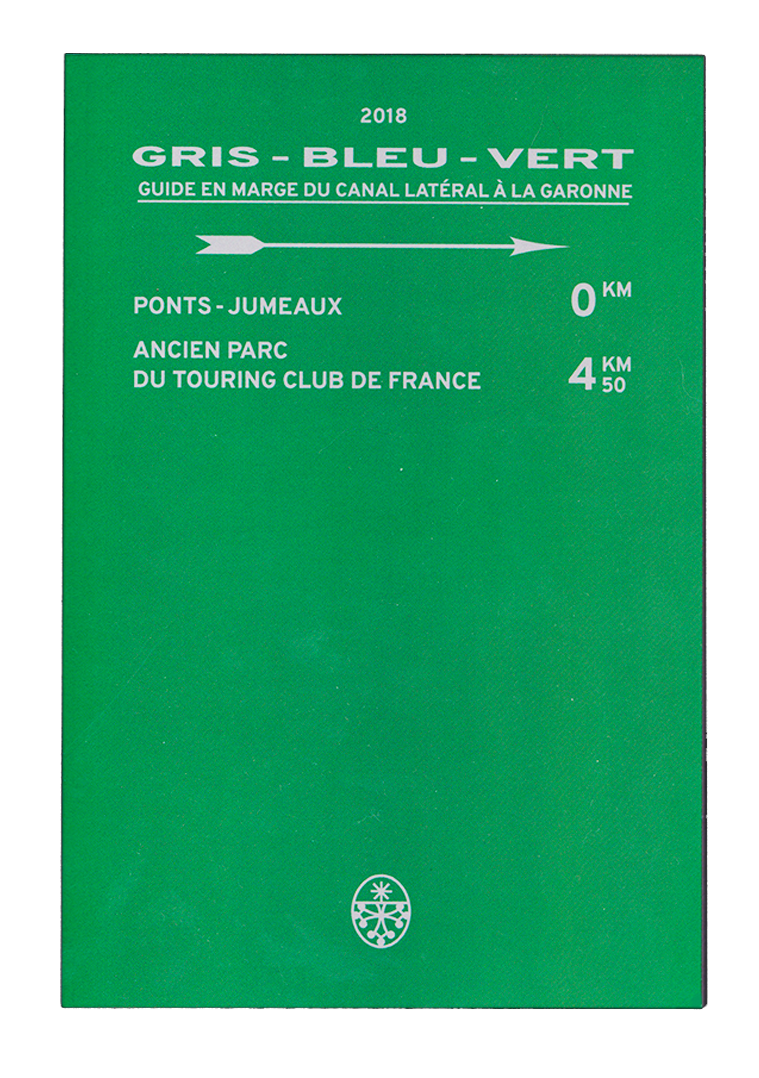 2018
GRIS - BLEU - VERT
GUIDE EN MARGE DU CANAL LATÉRAL À LA GARONNE
PONTS - JUMEAUX 0 KM
ANCIEN PARC
DU TOURING CLUB DE FRANCE 4 KM 50